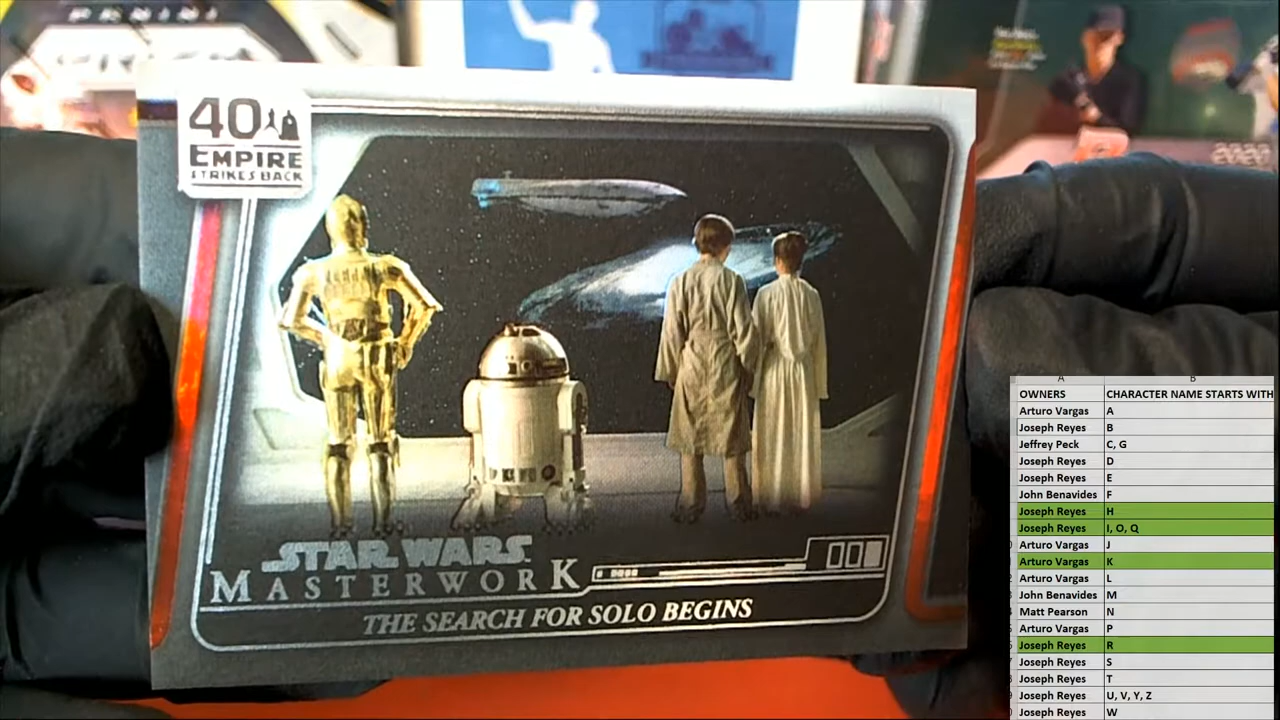 PANINI
40
EMPIRE
STRIKES BACK
2020
STAR WARS
MASTERWORK
THE SEARCH FOR SOLO BEGINS
A B
OWNERS CHARACTER NAME STARTS WITH
Arturo Vargas A
Joseph Reyes B
Jeffrey Peck C, G
Joseph Reyes D
Joseph Reyes E
John Benavides F
Joseph Reyes H
Joseph Reyes I, O, Q
Arturo Vargas J
Arturo Vargas K
Arturo Vargas L
John Benavides M
Matt Pearson N
Arturo Vargas P
Joseph Reyes R
Joseph Reyes S
Joseph Reyes T
Joseph Reyes U, V, Y, Z
Joseph Reyes W